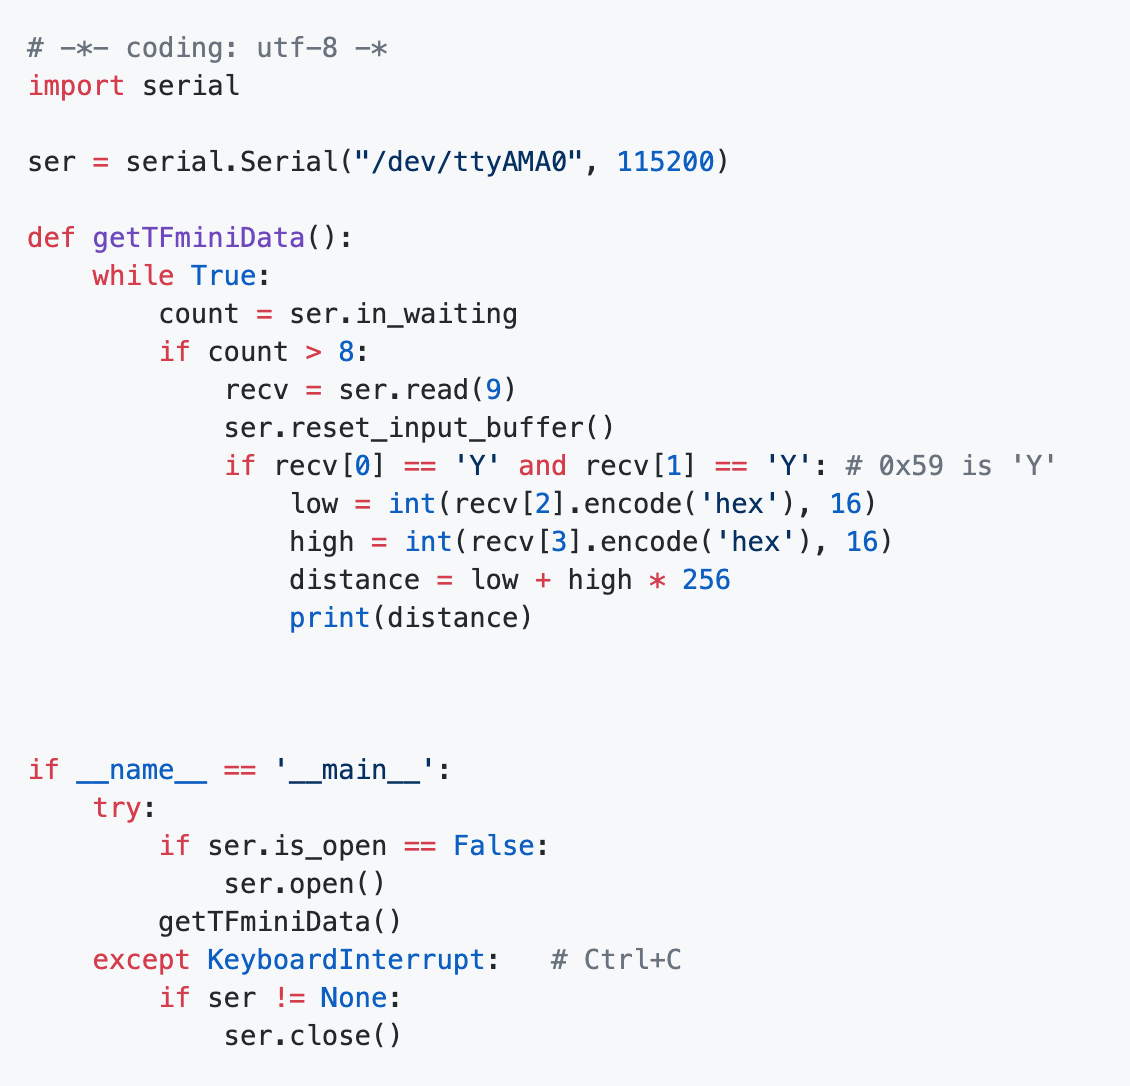 # -*- coding: utf-8 -*
import serial

ser = serial.Serial("/dev/ttyAMA0", 115200)

def getTFminiData():
    while True:
        count = ser.in_waiting
        if count > 8:
            recv = ser.read(9)
            ser.reset_input_buffer()
            if recv[0] == 'Y' and recv[1] == 'Y': # 0x59 is 'Y'
                low = int(recv[2].encode('hex'), 16)
                high = int(recv[3].encode('hex'), 16)
                distance = low + high * 256
                print(distance)



if __name__ == '__main__':
    try:
        if ser.is_open == False:
            ser.open()
        getTFminiData()
    except KeyboardInterrupt:   # Ctrl+C
        if ser != None:
            ser.close()